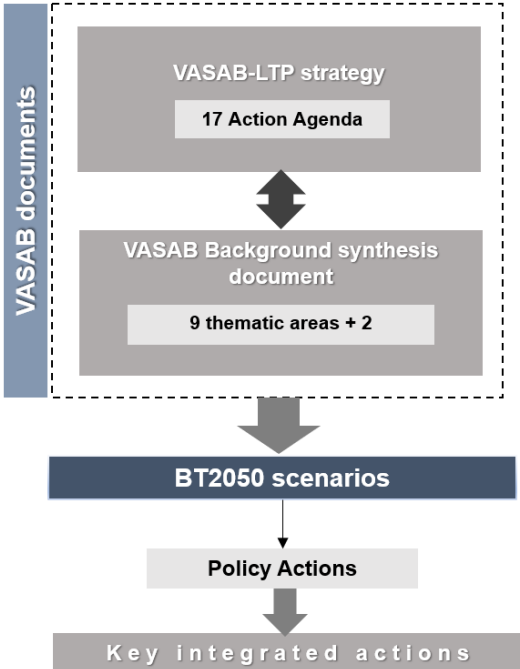 VASAB documents
VASAB-LTP strategy
17 Action Agenda
VASAB Background synthesis
document
9 thematic areas + 2
BT2050 scenarios
Policy Actions
Key integrated actions